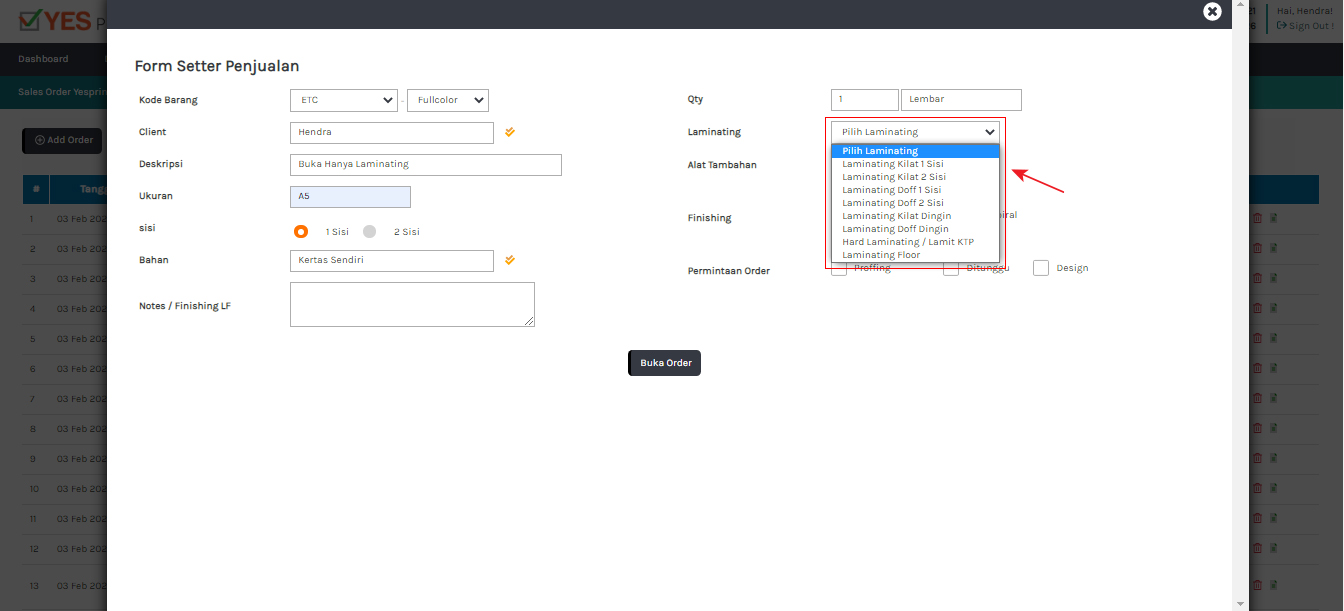 YES P
21
Hai, Hendra!
Sign Out !
Dashboard
Sales Order Yesprin
Add Order
#
Tangg
1 03 Feb 202
2 03 Feb 202
3 03 Feb 202
4 03 Feb 202
5 03 Feb 202
6 03 Feb 202
7 03 Feb 202
8 03 Feb 202
9 03 Feb 202
10 03 Feb 202
11 03 Feb 202
12 03 Feb 202
13 03 Feb 202
Form Setter Penjualan
Kode Barang ETC - Fullcolor
Client Hendra
Deskripsi Buka Hanya Laminating
Ukuran A5
sisi 1 Sisi 2 Sisi
Bahan Kertas Sendiri
Notes / Finishing LF
Qty 1 Lembar
Laminating Pilih Laminating
Pilih Laminating
Laminating Kilat 1 Sisi
Laminating Kilat 2 Sisi
Laminating Doff 1 Sisi
Laminating Doff 2 Sisi
Laminating Kilat Dingin
Laminating Doff Dingin
Hard Laminating / Lamit KTP
Laminating Floor
Alat Tambahan
Finishing iral
Permintaan Order Proffing Ditunggu Design
Buka Order